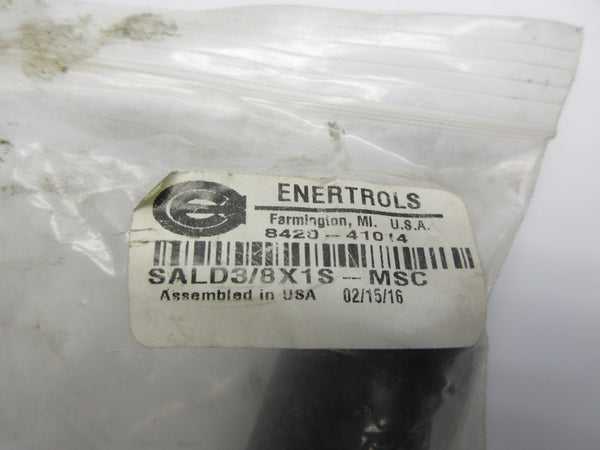 e
ENERTROLS
Farmington, MI. U.S.A.
8420-41014
SALD3/8X1S-MSC
Assembled in USA 02/15/16